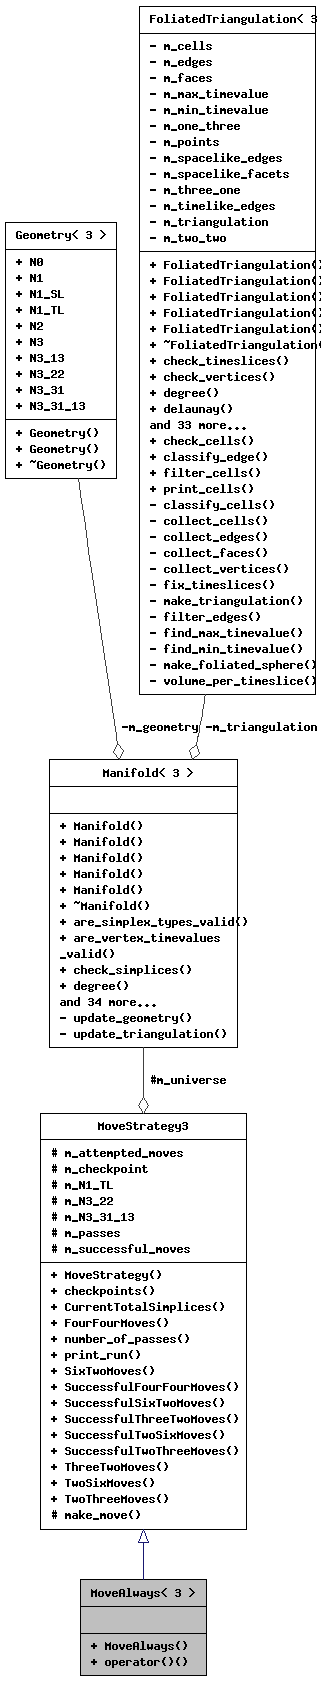 FoliatedTriangulation< 3
- m_cells
- m_edges
- m_faces
- m_max_timevalue
- m_min_timevalue
- m_one_three
- m_points
- m_spacelike_edges
- m_spacelike_facets
- m_three_one
- m_timelike_edges
- m_triangulation
- m_two_two
+ FoliatedTriangulation()
+ FoliatedTriangulation()
+ FoliatedTriangulation()
+ FoliatedTriangulation()
+ FoliatedTriangulation()
+ ~FoliatedTriangulation(
+ check_timeslices()
+ check_vertices()
+ degree()
+ delaunay()
and 33 more...
+ check_cells()
+ classify_edge()
+ filter_cells()
+ print_cells()
- classify_cells()
- collect_cells()
- collect_edges()
- collect_faces()
- collect_vertices()
- fix_timeslices()
- make_triangulation()
- filter_edges()
- find_max_timevalue()
- find_min_timevalue()
- make_foliated_sphere()
- volume_per_timeslice()
Geometry< 3 >
+ N0
+ N1
+ N1_SL
+ N1_TL
+ N2
+ N3
+ N3_13
+ N3_22
+ N3_31
+ N3_31_13
+ Geometry()
+ Geometry()
+ ~Geometry()
-m_geometry
-m_triangulation
Manifold< 3 >
+ Manifold()
+ Manifold()
+ Manifold()
+ Manifold()
+ Manifold()
+ ~Manifold()
+ are_simplex_types_valid()
+ are_vertex_timevalues
_valid()
+ check_simplices()
+ degree()
and 34 more...
- update_geometry()
- update_triangulation()
#m_universe
MoveStrategy3
# m_attempted_moves
# m_checkpoint
# m_N1_TL
# m_N3_22
# m_N3_31_13
# m_passes
# m_successful_moves
+ MoveStrategy()
+ checkpoints()
+ CurrentTotalSimplices()
+ FourFourMoves()
+ number_of_passes()
+ print_run()
+ SixTwoMoves()
+ SuccessfulFourFourMoves()
+ SuccessfulSixTwoMoves()
+ SuccessfulThreeTwoMoves()
+ SuccessfulTwoSixMoves()
+ SuccessfulTwoThreeMoves()
+ ThreeTwoMoves()
+ TwoSixMoves()
+ TwoThreeMoves()
# make_move()
MoveAlways< 3 >
+ MoveAlways()
+ operator()()